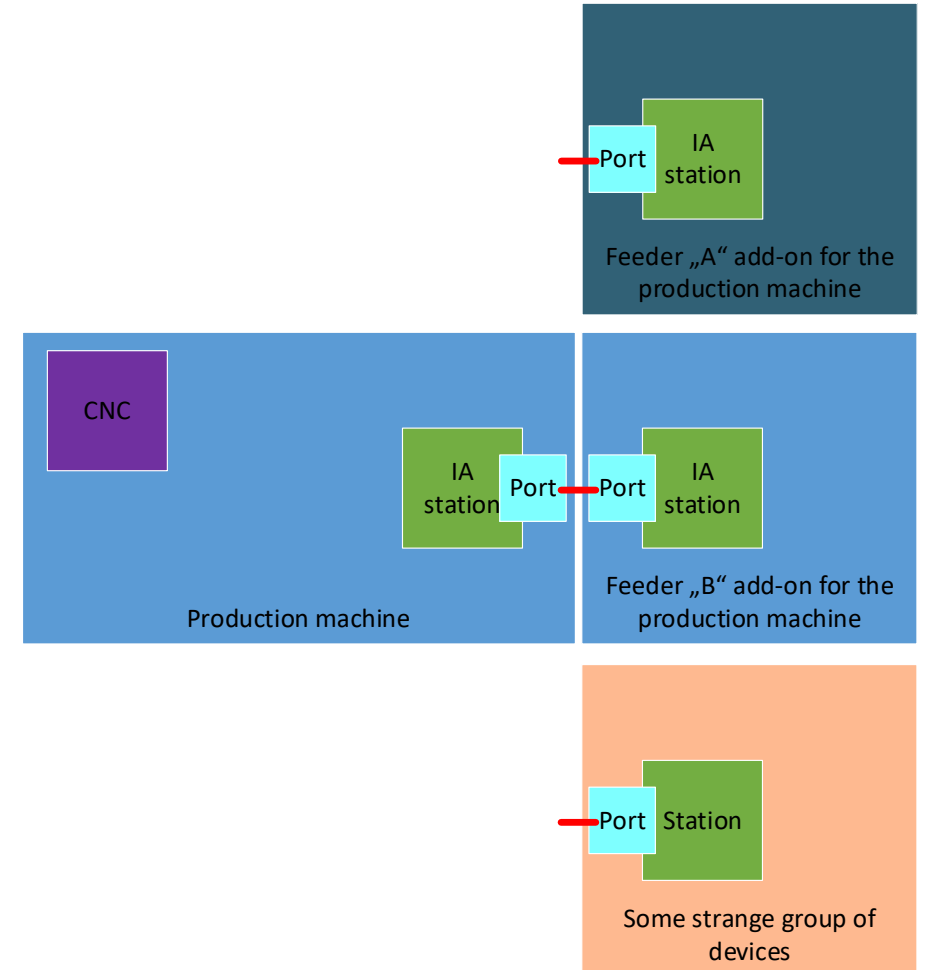 Port
IA
station
Feeder „A“ add-on for the
production machine
CNC
IA
station
Port
Port
IA
station
Production machine
Feeder „B“ add-on for the
production machine
Port
Station
Some strange group of
devices